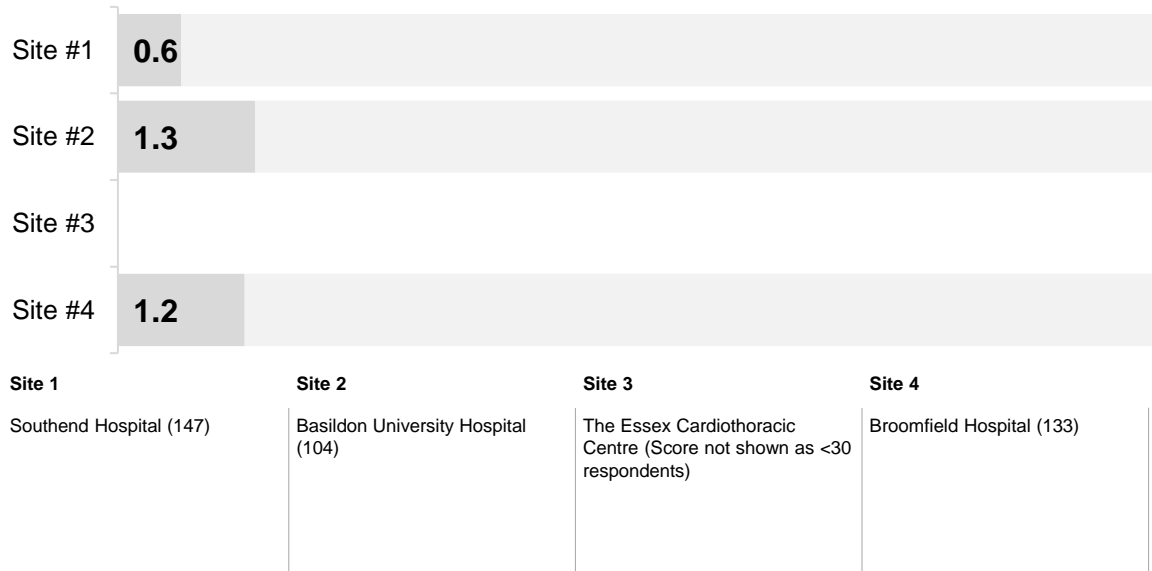 Site #1
0.6
Site #2
1.3
Site #3
Site #4
1.2
Site 1
Site 2
Site 3
Site 4
Southend Hospital (147)
Basildon University Hospital
(104)
The Essex Cardiothoracic
Centre (Score not shown as <30
respondents)
Broomfield Hospital (133)